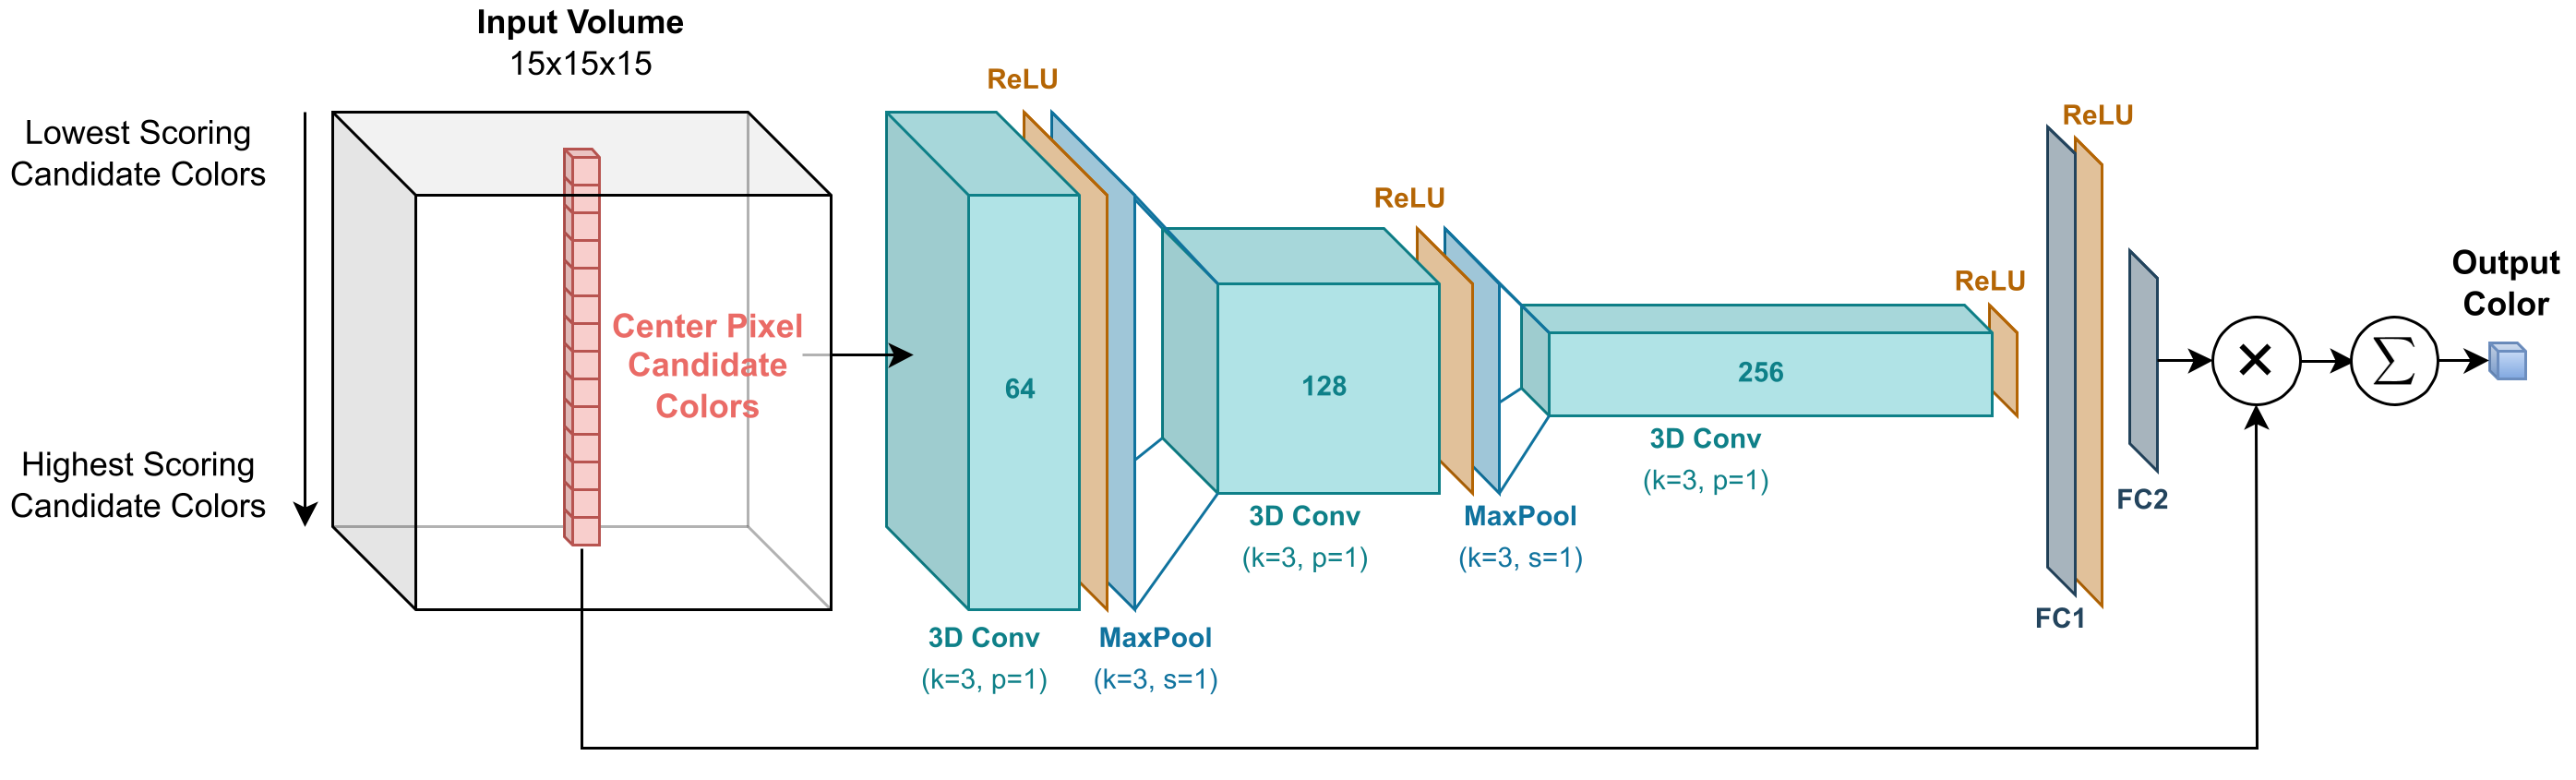 Input Volume
15x15x15
Lowest Scoring
Candidate Colors
Highest Scoring
Candidate Colors
Center Pixel
Candidate
Colors
ReLU
64
3D Conv
(k=3, p=1)
MaxPool
(k=3, s=1)
ReLU
128
3D Conv
(k=3, p=1)
MaxPool
(k=3, s=1)
ReLU
256
3D Conv
(k=3, p=1)
ReLU
FC1
FC2
×
Σ
Output
Color